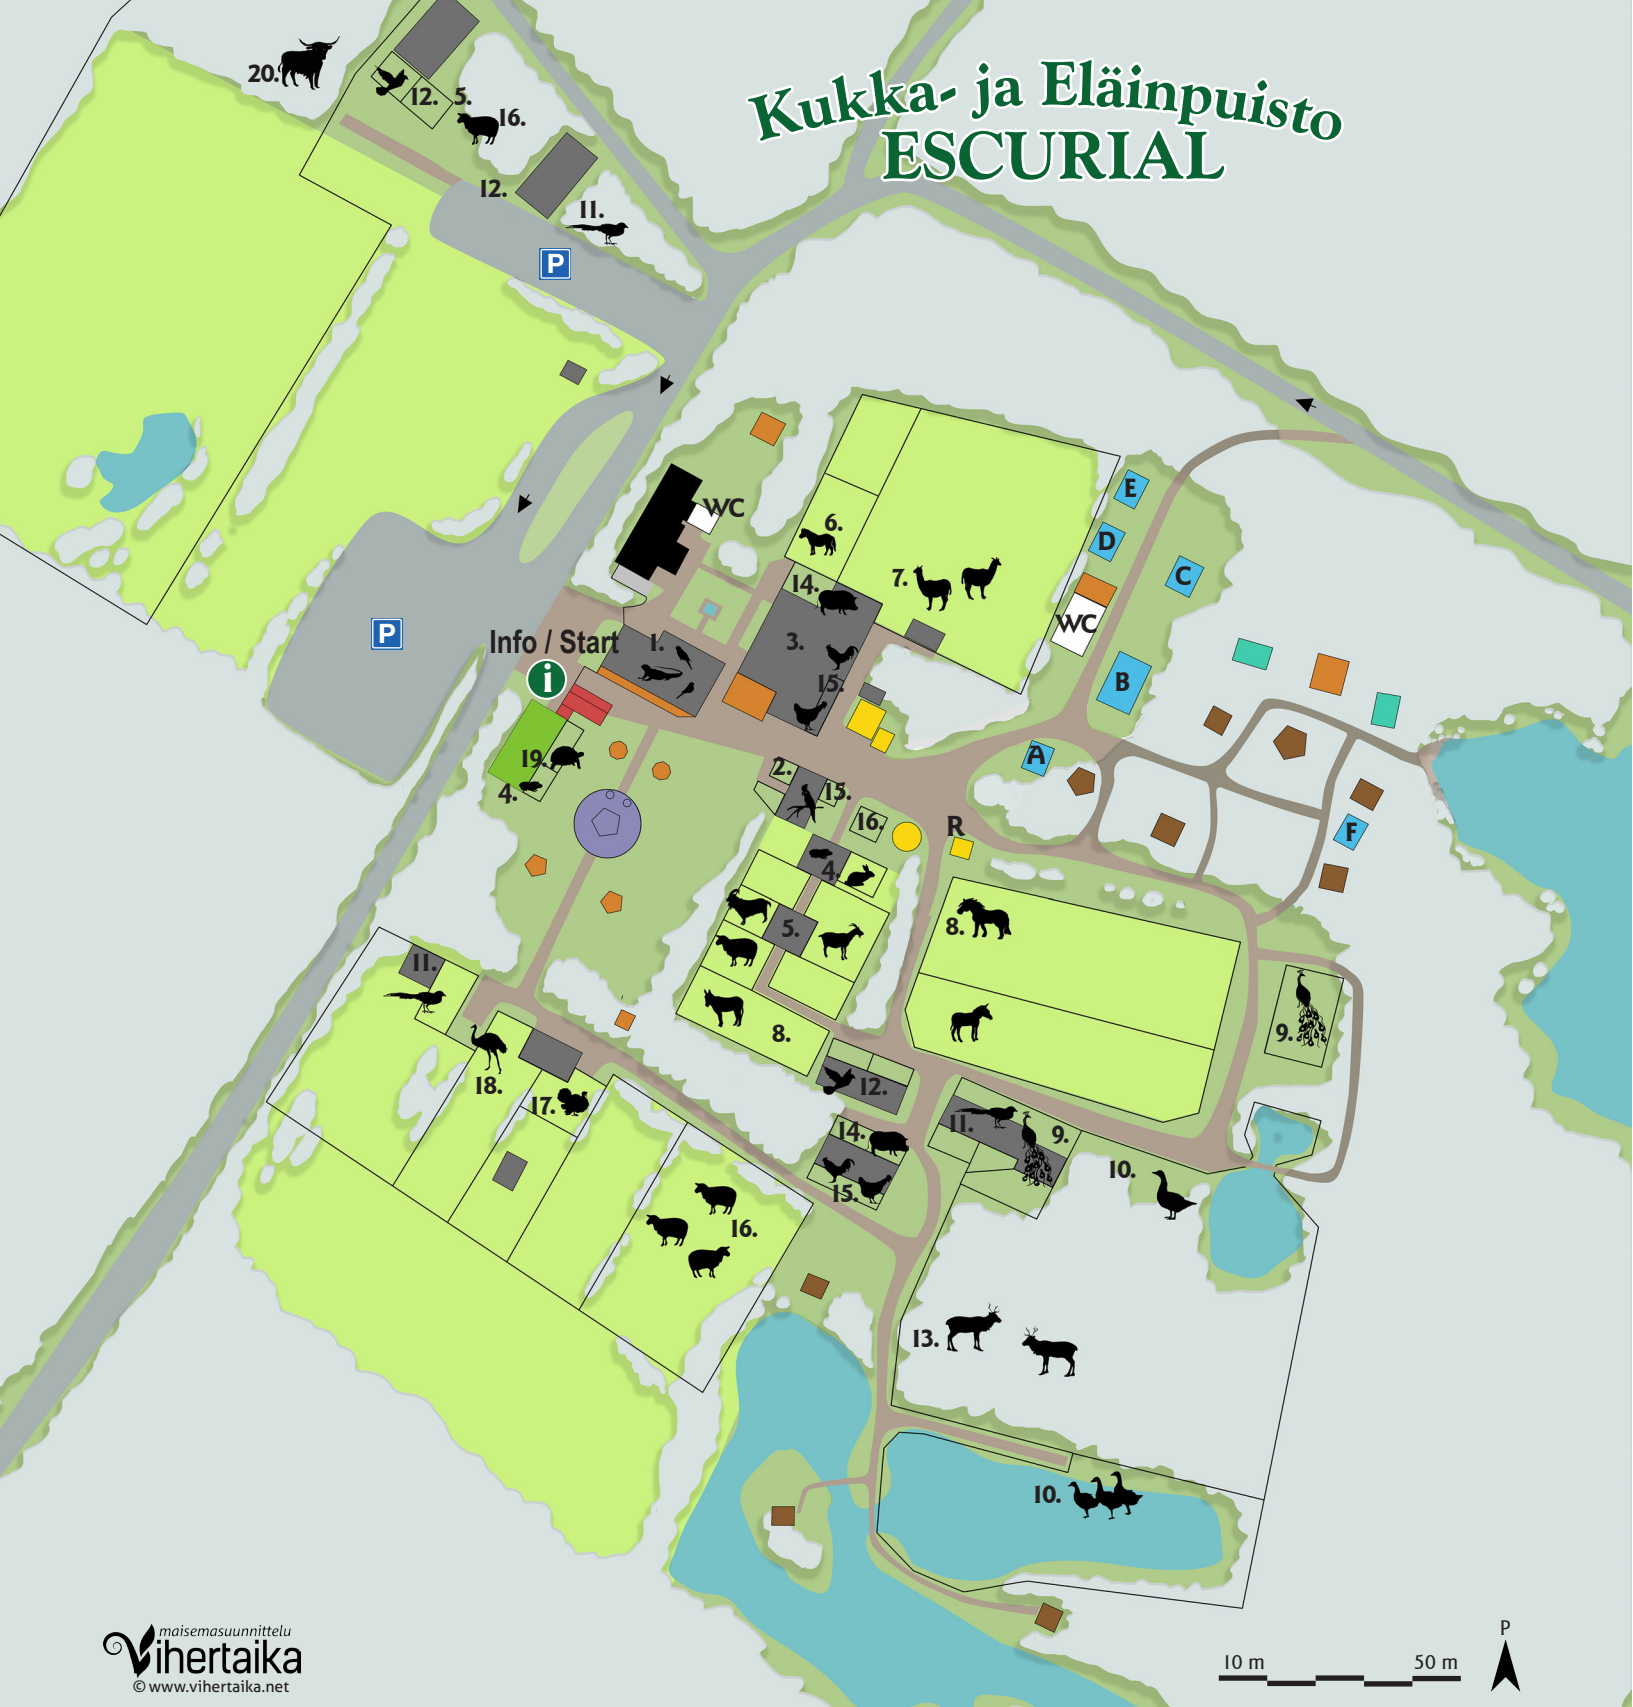 Kukka- ja Eläinpuisto
ESCURIAL
20.
12.
5.
16.
12.
11.
P
WC
E
6.
D
7.
C
14.
WC
P
Info / Start
1.
3.
i
15.
B
19.
2.
A
4.
15.
16.
R
F
4.
8.
5.
11.
9.
8.
18.
12.
17.
14.
11.
9.
10.
15.
16.
13.
10.
maisemasuunnittelu
Vihertaika
© www.vihertaika.net
P
10 m
50 m